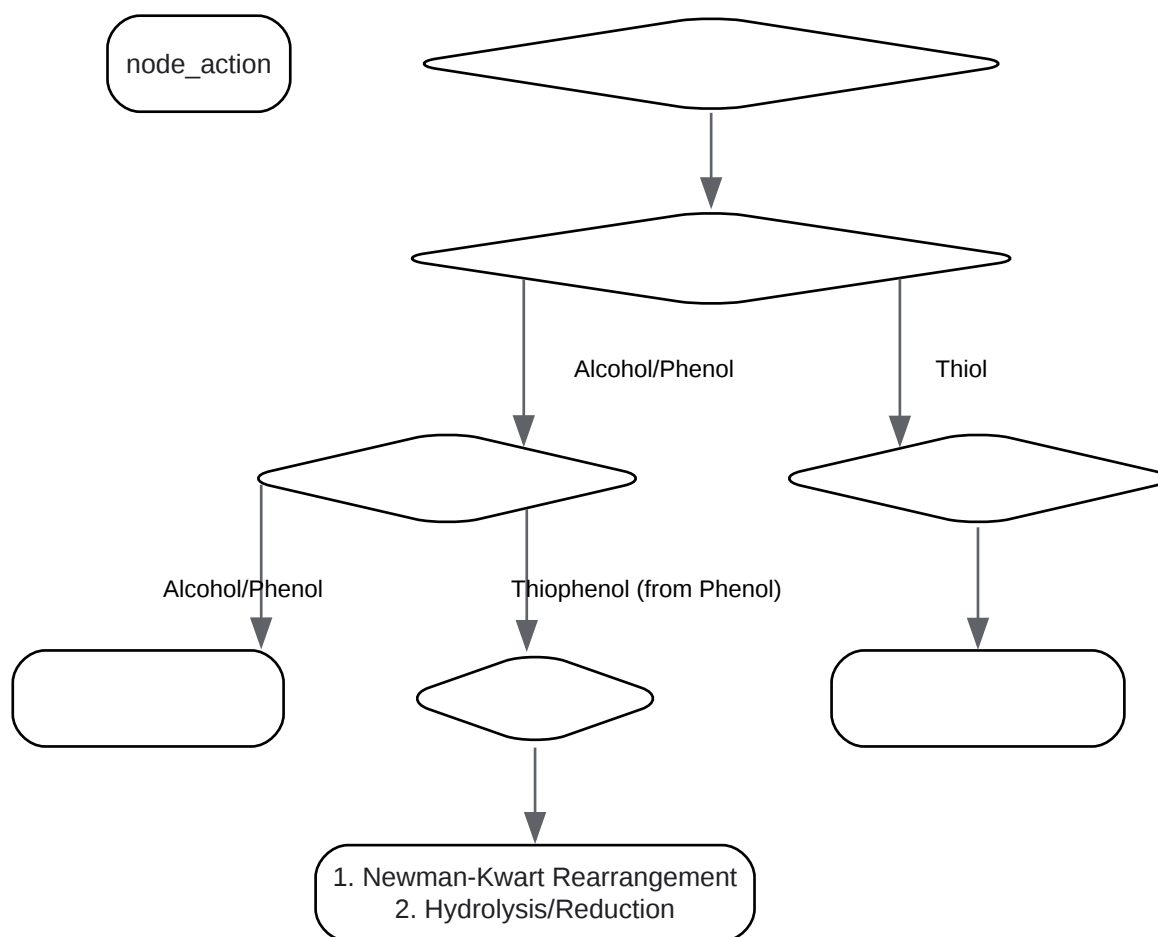 node_action
Alcohol/Phenol
Thiol
Alcohol/Phenol
Thiophenol (from Phenol)
1. Newman-Kwart Rearrangement
2. Hydrolysis/Reduction